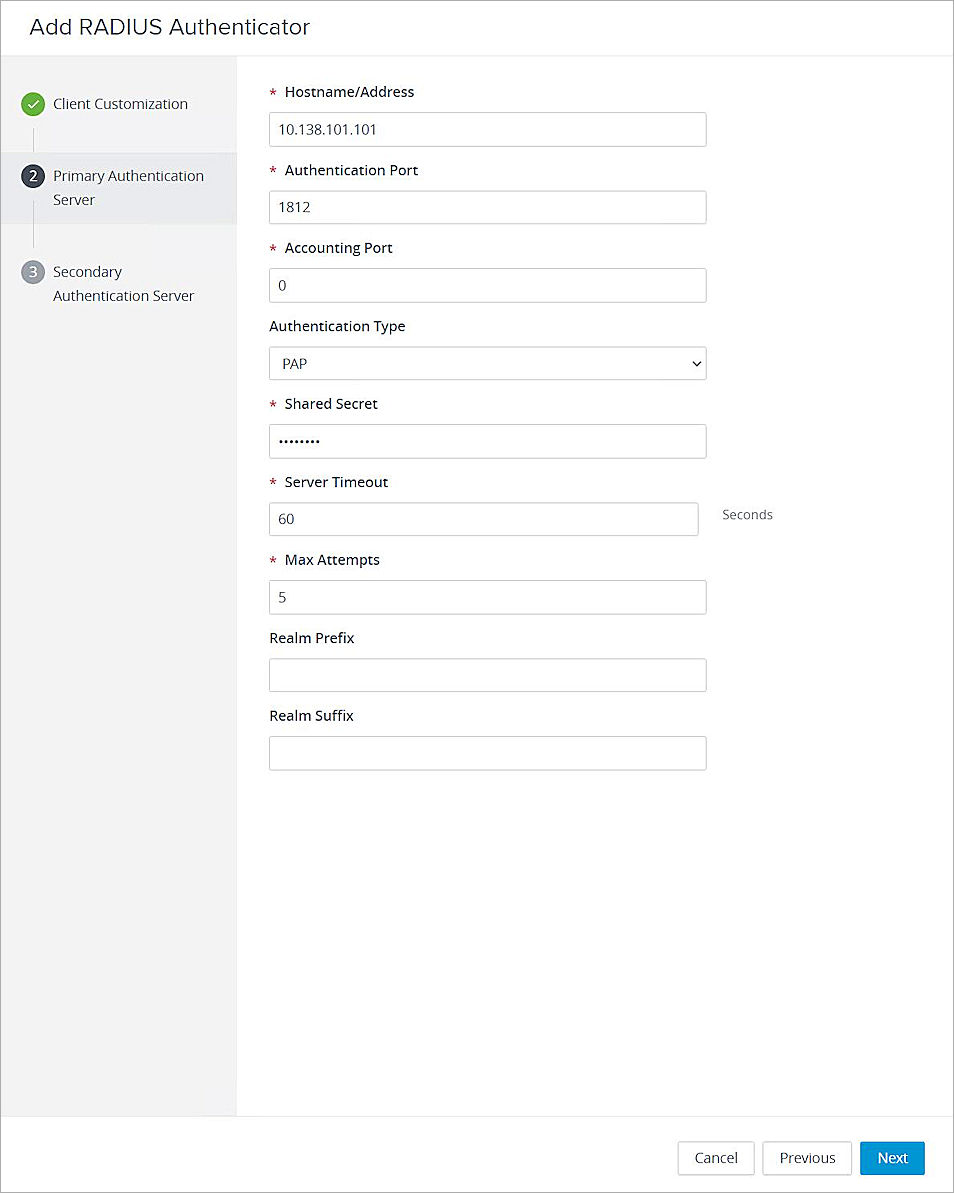 Add RADIUS Authenticator
Client Customization
2
Primary Authentication
Server
3
Secondary
Authentication Server
* Hostname/Address
10.138.101.101
* Authentication Port
1812
* Accounting Port
0
Authentication Type
PAP
* Shared Secret
••••••••
* Server Timeout
60
Seconds
* Max Attempts
5
Realm Prefix
Realm Suffix
Cancel
Previous
Next